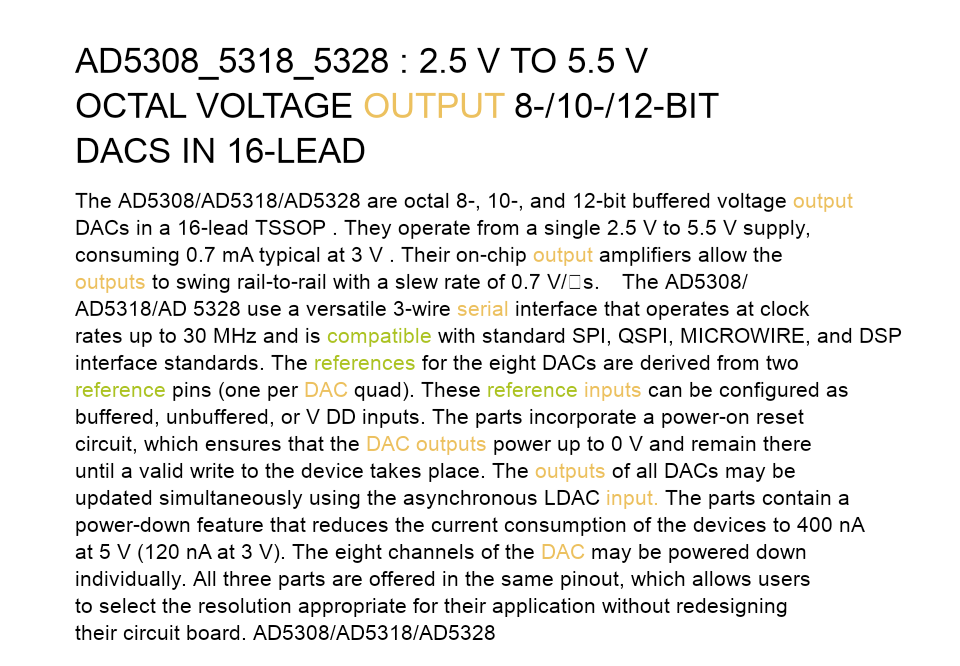 AD5308_5318_5328 : 2.5 V TO 5.5 V
OCTAL VOLTAGE OUTPUT 8-/10-/12-BIT
DACS IN 16-LEAD
The AD5308/AD5318/AD5328 are octal 8-, 10-, and 12-bit buffered voltage output
DACs in a 16-lead TSSOP . They operate from a single 2.5 V to 5.5 V supply,
consuming 0.7 mA typical at 3 V . Their on-chip output amplifiers allow the
outputs to swing rail-to-rail with a slew rate of 0.7 V/□s.    The AD5308/
AD5318/AD 5328 use a versatile 3-wire serial interface that operates at clock
rates up to 30 MHz and is compatible with standard SPI, QSPI, MICROWIRE, and DSP
interface standards. The references for the eight DACs are derived from two
reference pins (one per DAC quad). These reference inputs can be configured as
buffered, unbuffered, or V DD inputs. The parts incorporate a power-on reset
circuit, which ensures that the DAC outputs power up to 0 V and remain there
until a valid write to the device takes place. The outputs of all DACs may be
updated simultaneously using the asynchronous LDAC input. The parts contain a
power-down feature that reduces the current consumption of the devices to 400 nA
at 5 V (120 nA at 3 V). The eight channels of the DAC may be powered down
individually. All three parts are offered in the same pinout, which allows users
to select the resolution appropriate for their application without redesigning
their circuit board. AD5308/AD5318/AD5328